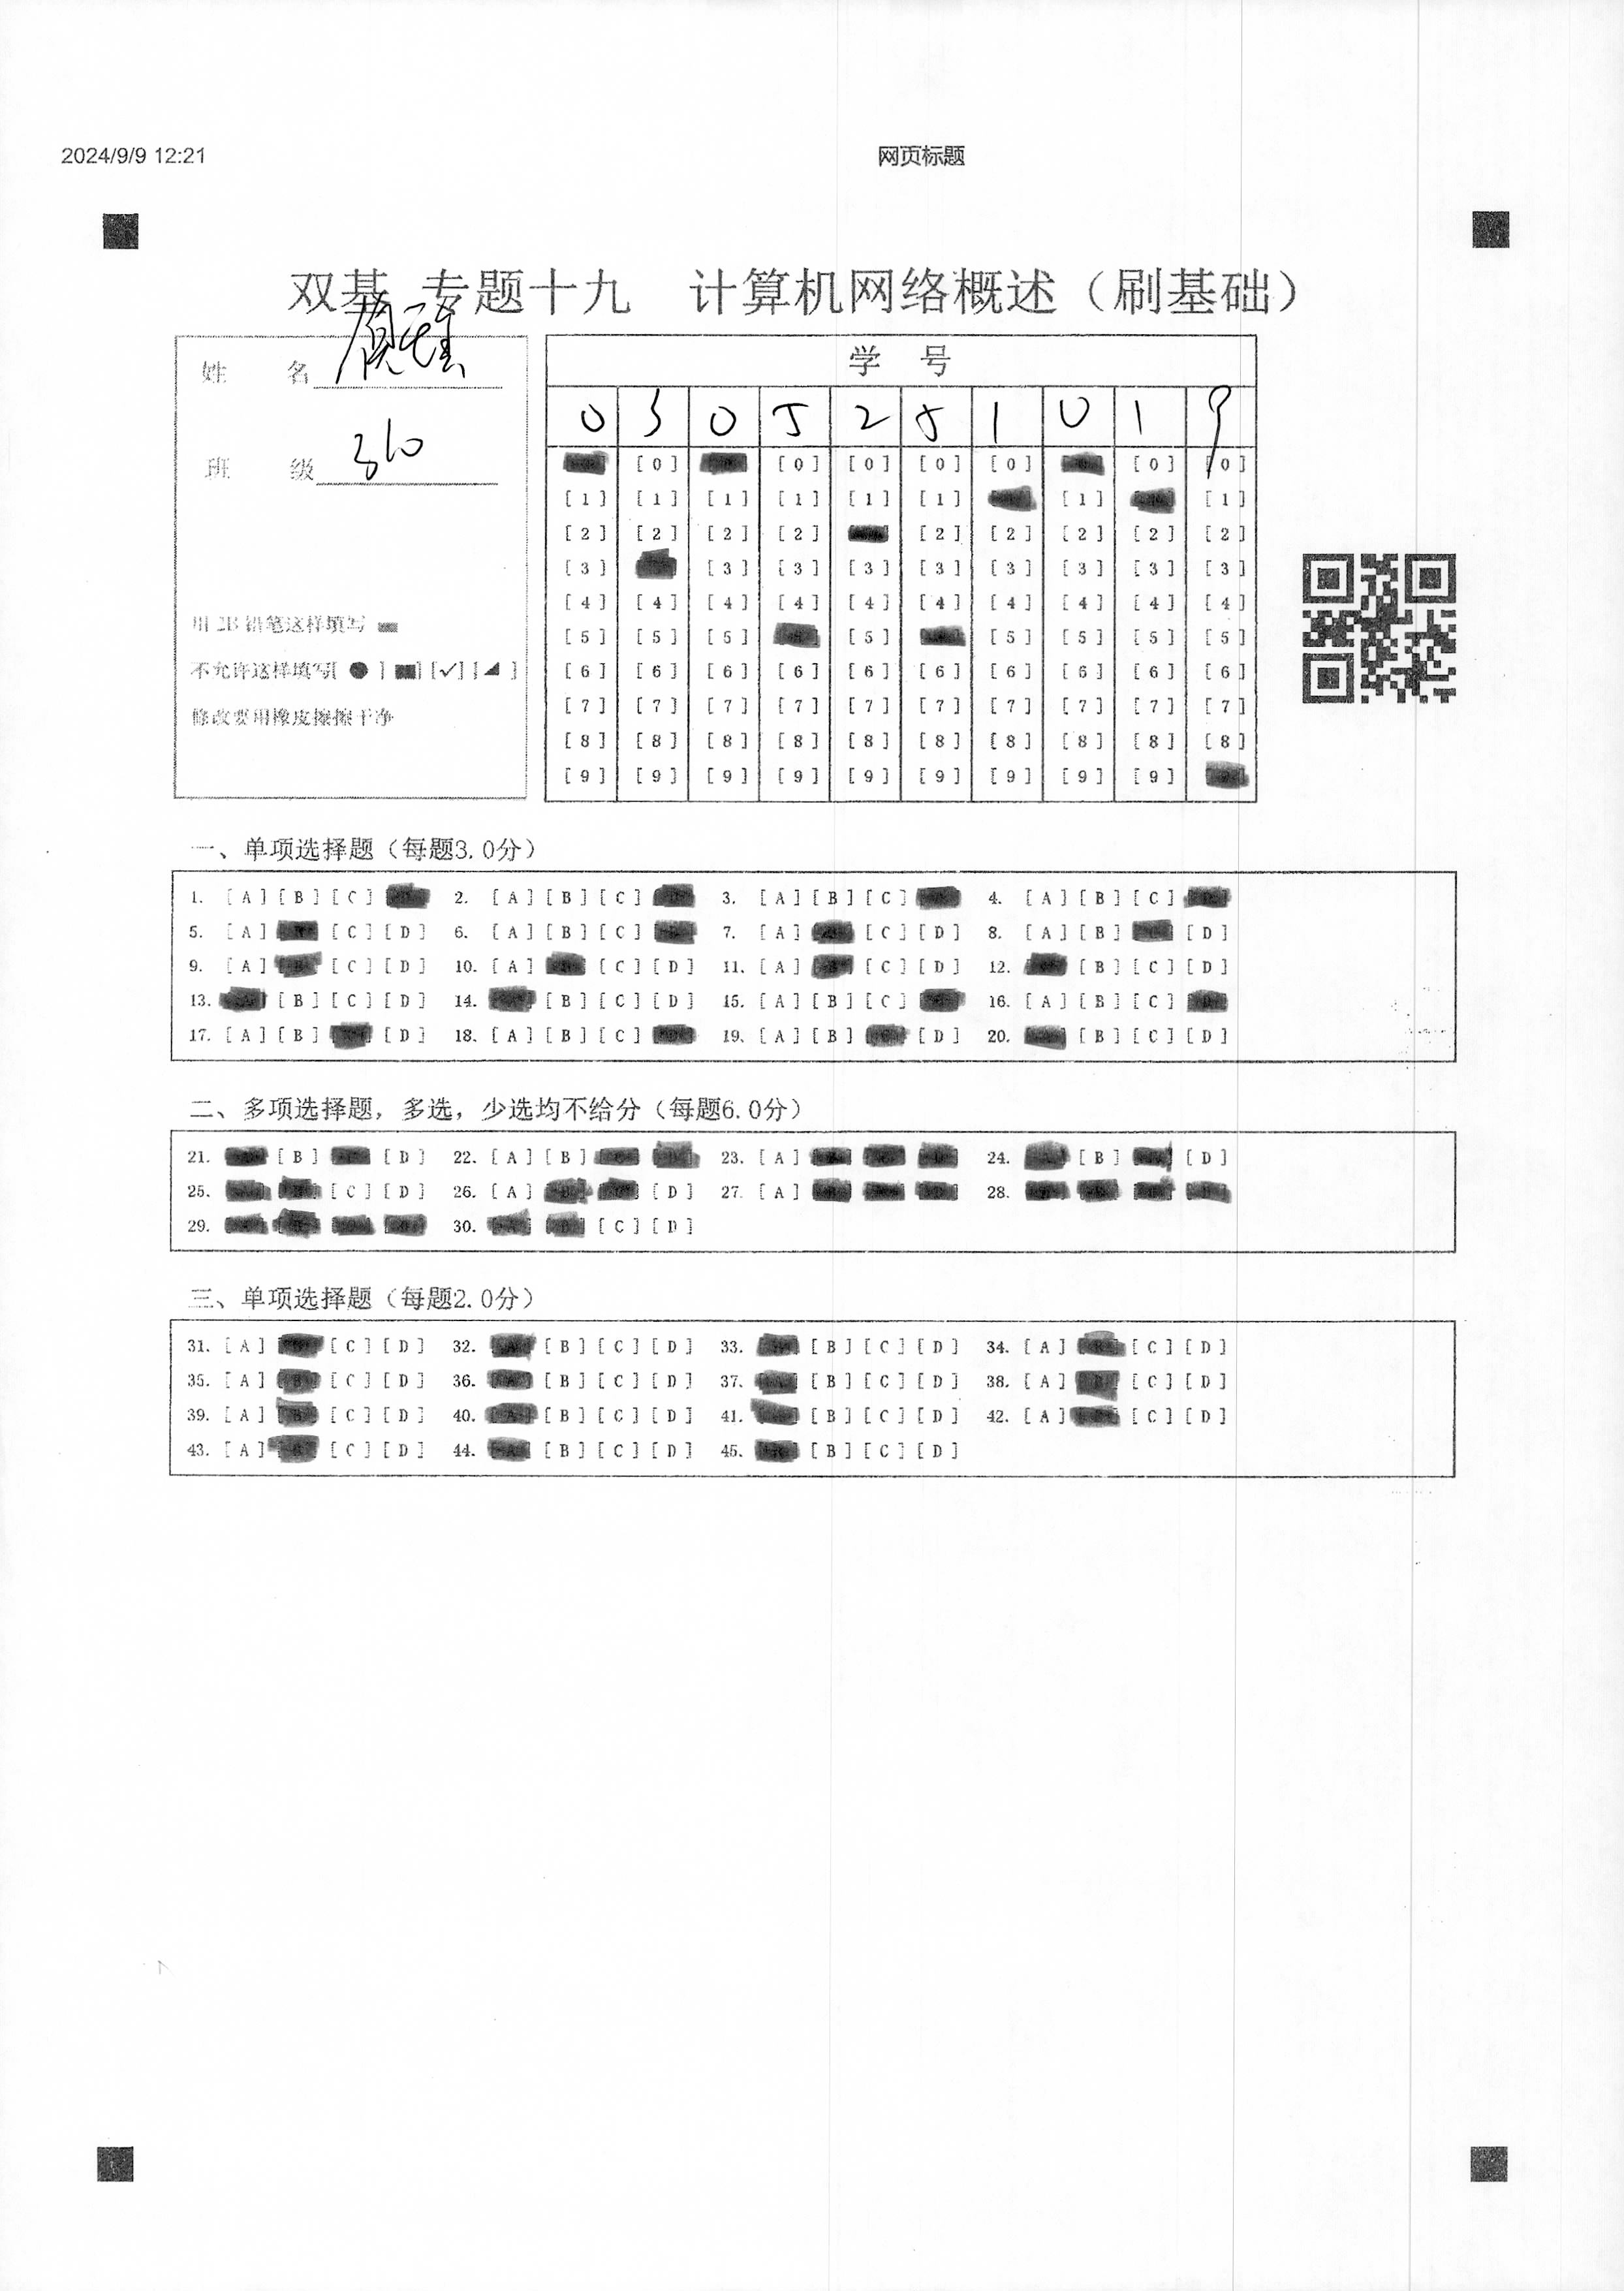 2024/9/9 12:21 网页标题
双基 专题十九 计算机网络概述（刷基础）
姓 名
班 级 310
用 2B 铅笔这样填写
不允许这样填写[ ● ] [■] [✓] [◢ ]
修改要用橡皮擦擦干净
学 号
0 3 0 5 2 5 1 0 1 9
[0] [0] [0] [0] [0] [0] [0]
[1] [1] [1] [1] [1] [1] [1] [1]
[2] [2] [2] [2] [2] [2] [2] [2] [2]
[3] [3] [3] [3] [3] [3] [3] [3] [3]
[4] [4] [4] [4] [4] [4] [4] [4] [4] [4]
[5] [5] [5] [5] [5] [5] [5] [5]
[6] [6] [6] [6] [6] [6] [6] [6] [6] [6]
[7] [7] [7] [7] [7] [7] [7] [7] [7] [7]
[8] [8] [8] [8] [8] [8] [8] [8] [8] [8]
[9] [9] [9] [9] [9] [9] [9] [9] [9]
一、单项选择题（每题3.0分）
1. [A] [B] [C] 2. [A] [B] [C] 3. [A] [B] [C] 4. [A] [B] [C]
5. [A] [C] [D] 6. [A] [B] [C] 7. [A] [C] [D] 8. [A] [B] [D]
9. [A] [C] [D] 10. [A] [C] [D] 11. [A] [C] [D] 12. [B] [C] [D]
13. [B] [C] [D] 14. [B] [C] [D] 15. [A] [B] [C] 16. [A] [B] [C]
17. [A] [B] [D] 18. [A] [B] [C] 19. [A] [B] [D] 20. [B] [C] [D]
二、多项选择题，多选，少选均不给分（每题6.0分）
21. [B] [D] 22. [A] [B] 23. [A] 24. [B] [D]
25. [C] [D] 26. [A] [D] 27. [A] 28.
29. 30. [C] [D]
三、单项选择题（每题2.0分）
31. [A] [C] [D] 32. [B] [C] [D] 33. [B] [C] [D] 34. [A] [C] [D]
35. [A] [C] [D] 36. [B] [C] [D] 37. [B] [C] [D] 38. [A] [C] [D]
39. [A] [C] [D] 40. [B] [C] [D] 41. [B] [C] [D] 42. [A] [C] [D]
43. [A] [C] [D] 44. [B] [C] [D] 45. [B] [C] [D]